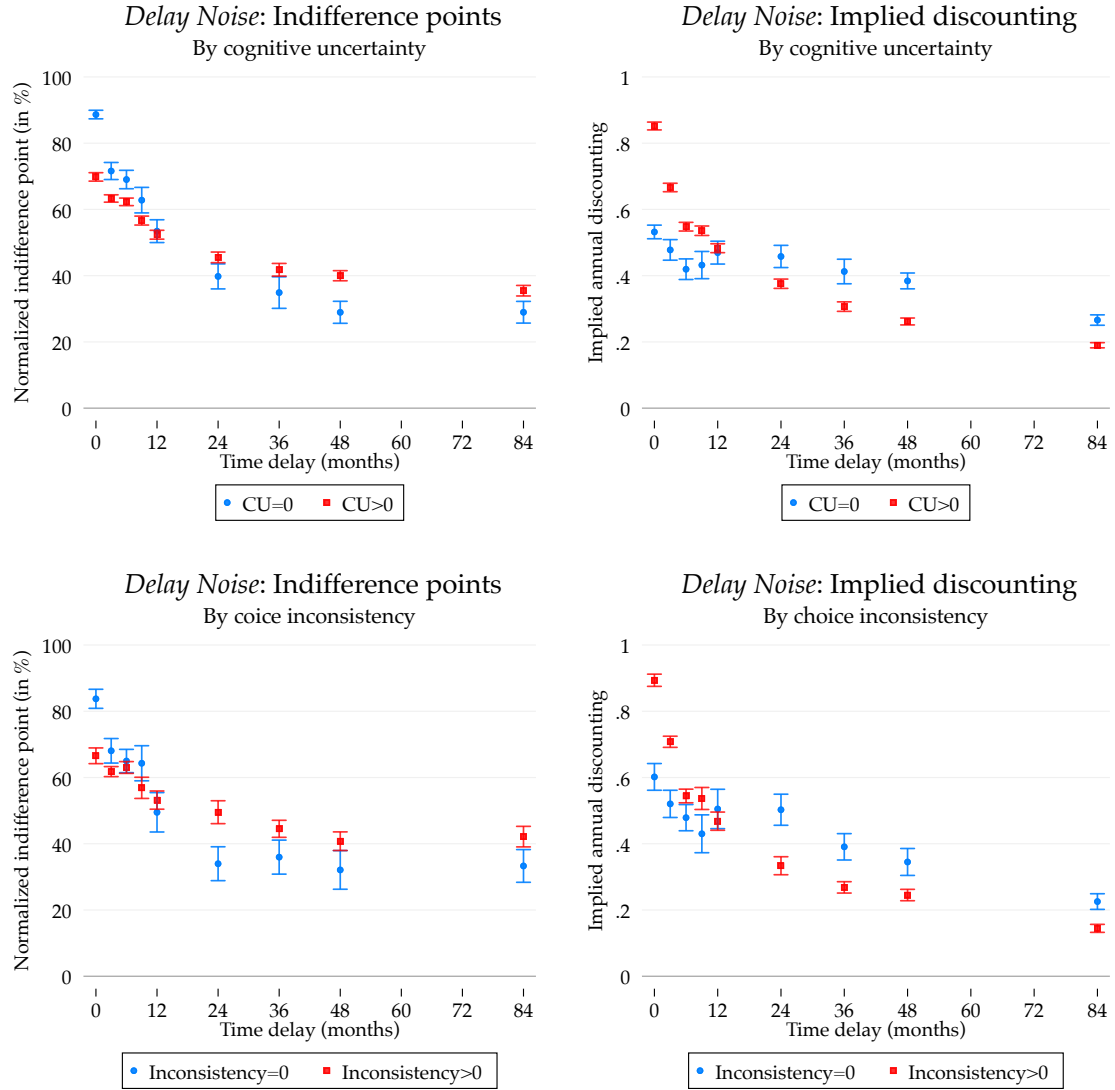 Delay Noise: Indifference points
By cognitive uncertainty
Normalized indifference point (in %)
100
80
60
40
20
0
0 12 24 36 48 60 72 84
Time delay (months)
CU=0 CU>0
Delay Noise: Implied discounting
By cognitive uncertainty
Implied annual discounting
1
.8
.6
.4
.2
0
0 12 24 36 48 60 72 84
Time delay (months)
CU=0 CU>0
Delay Noise: Indifference points
By coice inconsistency
Normalized indifference point (in %)
100
80
60
40
20
0
0 12 24 36 48 60 72 84
Time delay (months)
Inconsistency=0 Inconsistency>0
Delay Noise: Implied discounting
By choice inconsistency
Implied annual discounting
1
.8
.6
.4
.2
0
0 12 24 36 48 60 72 84
Time delay (months)
Inconsistency=0 Inconsistency>0